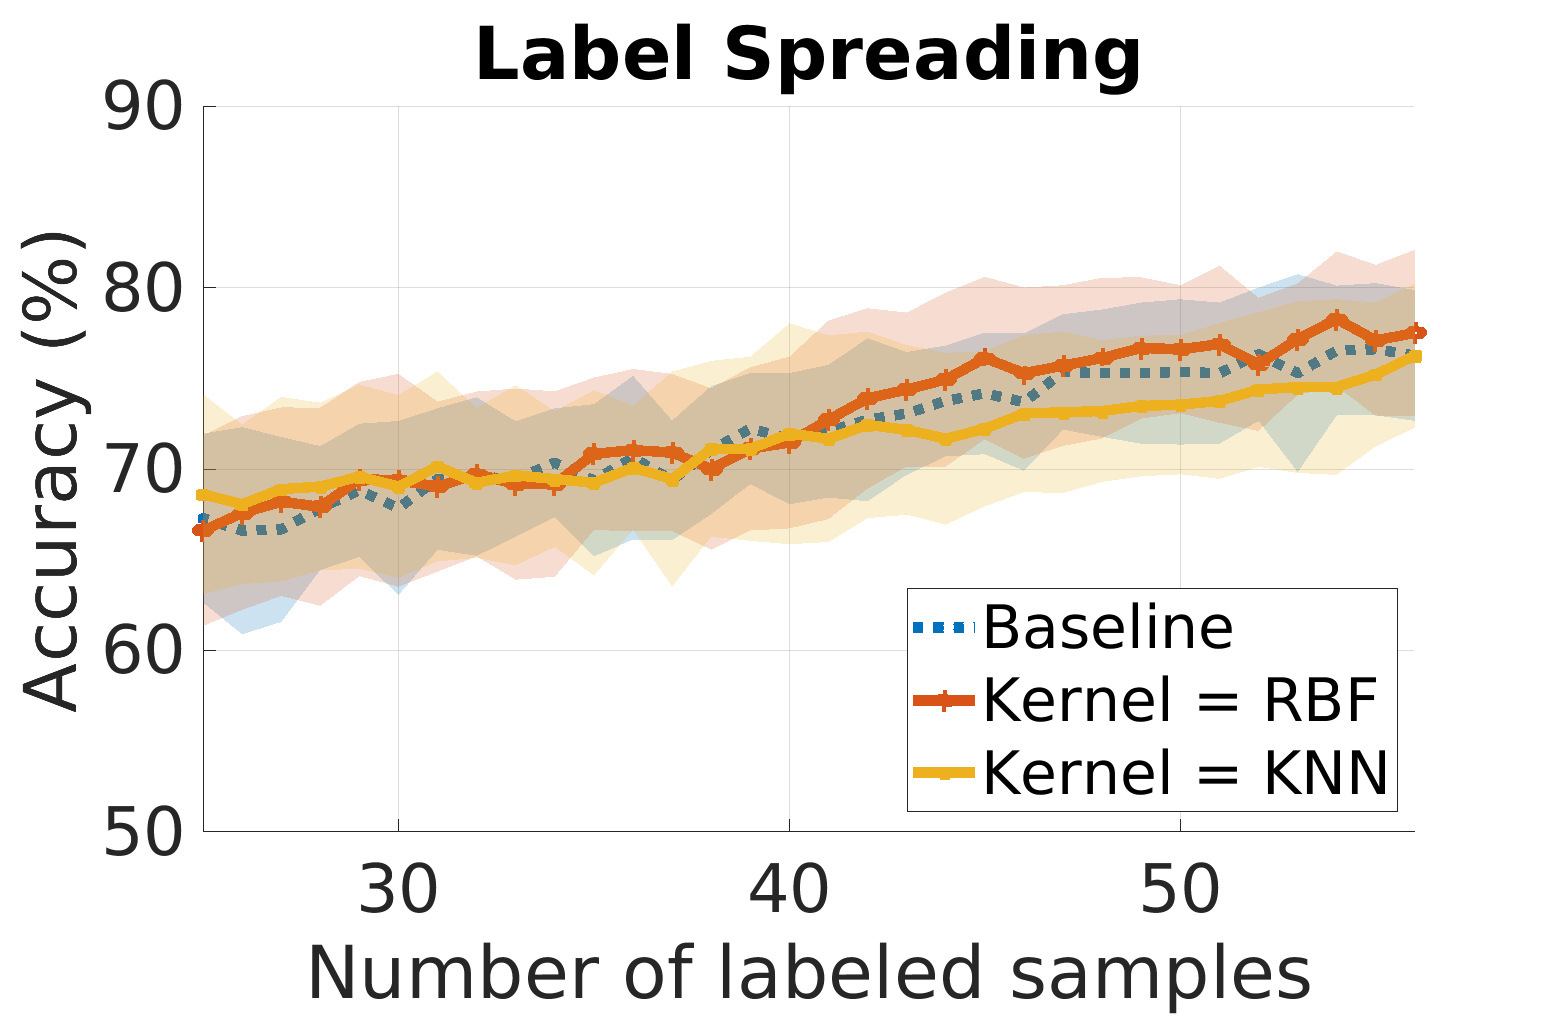 Label Spreading
90
80
70
60
50
Accuracy (%)
30 40 50
Number of labeled samples
Baseline
Kernel = RBF
Kernel = KNN